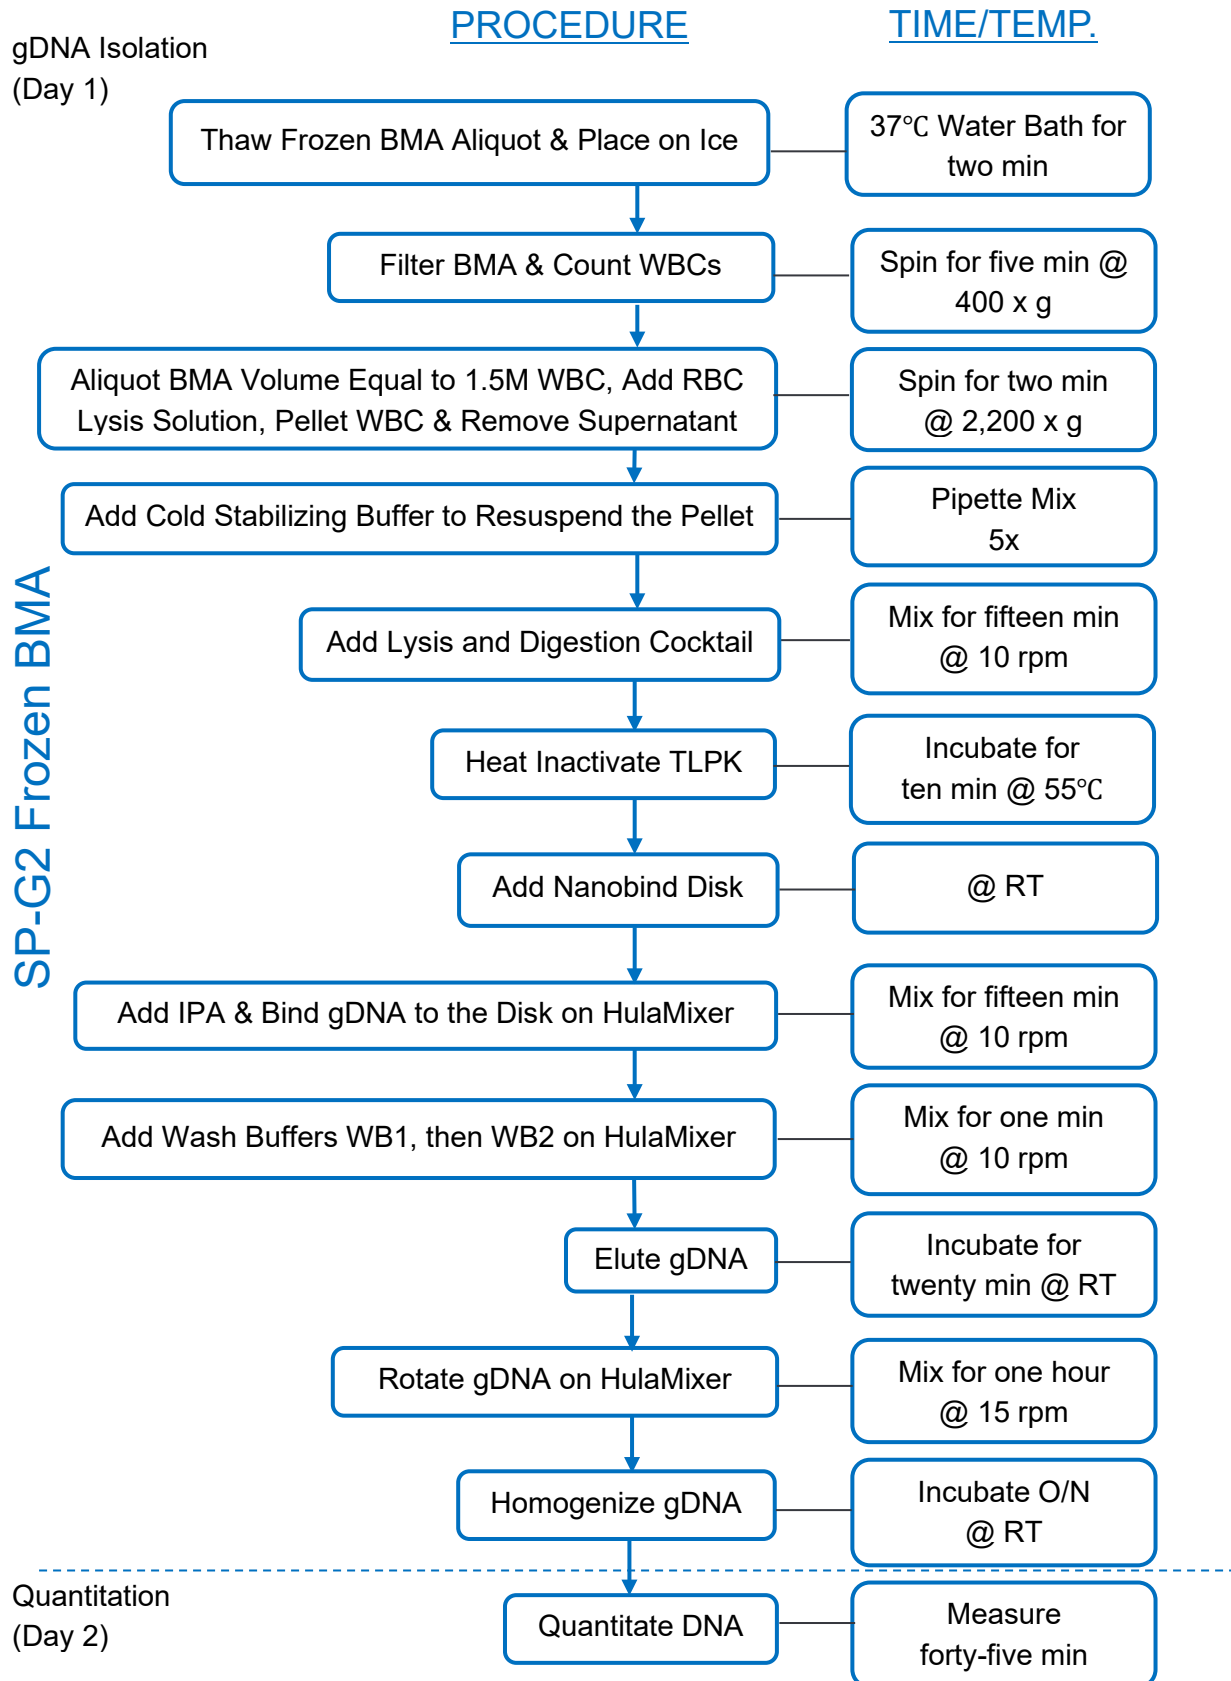 PROCEDURE
TIME/TEMP.
gDNA Isolation
(Day 1)
Thaw Frozen BMA Aliquot & Place on Ice
37℃ Water Bath for
two min
Filter BMA & Count WBCs
Spin for five min @
400 x g
Aliquot BMA Volume Equal to 1.5M WBC, Add RBC
Lysis Solution, Pellet WBC & Remove Supernatant
Spin for two min
@ 2,200 x g
Add Cold Stabilizing Buffer to Resuspend the Pellet
Pipette Mix
5x
Add Lysis and Digestion Cocktail
Mix for fifteen min
@ 10 rpm
Heat Inactivate TLPK
Incubate for
ten min @ 55℃
Add Nanobind Disk
@ RT
Add IPA & Bind gDNA to the Disk on HulaMixer
Mix for fifteen min
@ 10 rpm
Add Wash Buffers WB1, then WB2 on HulaMixer
Mix for one min
@ 10 rpm
Elute gDNA
Incubate for
twenty min @ RT
Rotate gDNA on HulaMixer
Mix for one hour
@ 15 rpm
Homogenize gDNA
Incubate O/N
@ RT
SP-G2 Frozen BMA
Quantitation
(Day 2)
Quantitate DNA
Measure
forty-five min